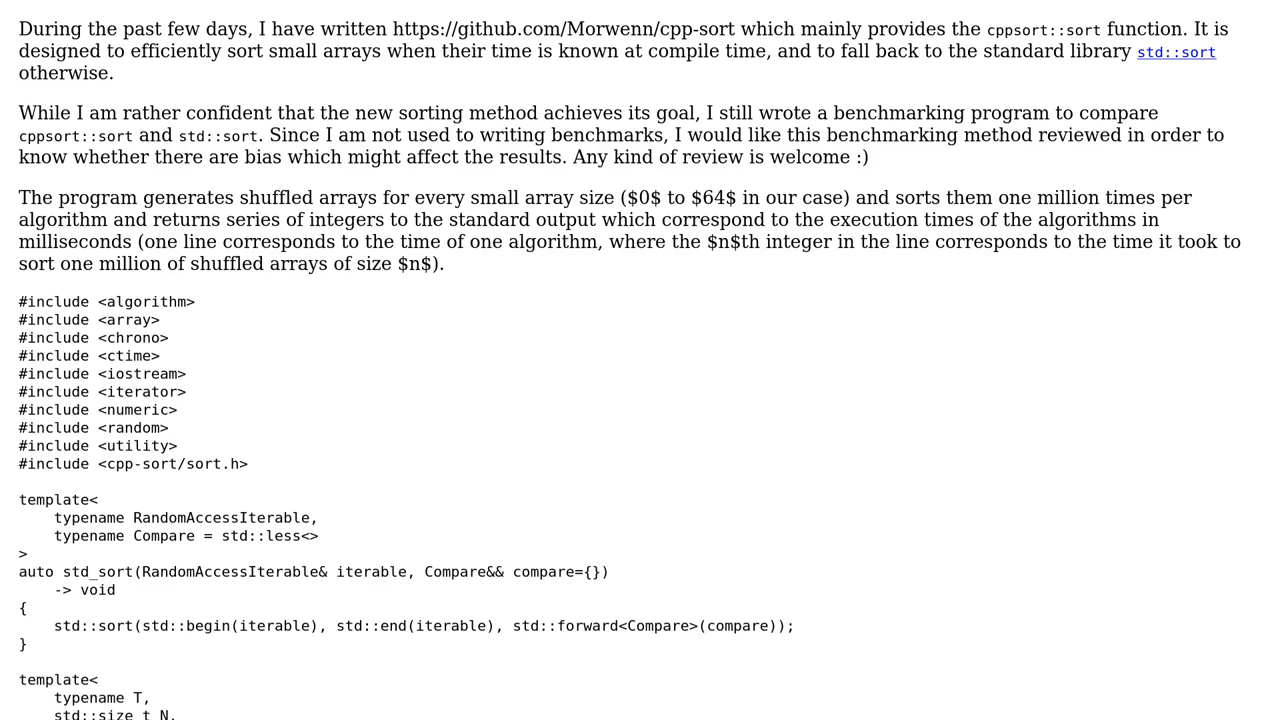 During the past few days, I have written https://github.com/Morwenn/cpp-sort which mainly provides the cppsort::sort function. It is
designed to efficiently sort small arrays when their time is known at compile time, and to fall back to the standard library std::sort
otherwise.
While I am rather confident that the new sorting method achieves its goal, I still wrote a benchmarking program to compare
cppsort::sort and std::sort. Since I am not used to writing benchmarks, I would like this benchmarking method reviewed in order to
know whether there are bias which might affect the results. Any kind of review is welcome :)
The program generates shuffled arrays for every small array size ($0$ to $64$ in our case) and sorts them one million times per
algorithm and returns series of integers to the standard output which correspond to the execution times of the algorithms in
milliseconds (one line corresponds to the time of one algorithm, where the $n$th integer in the line corresponds to the time it took to
sort one million of shuffled arrays of size $n$).
#include <algorithm>
#include <array>
#include <chrono>
#include <ctime>
#include <iostream>
#include <iterator>
#include <numeric>
#include <random>
#include <utility>
#include <cpp-sort/sort.h>
template<
    typename RandomAccessIterable,
    typename Compare = std::less<>
>
auto std_sort(RandomAccessIterable& iterable, Compare&& compare={})
    -> void
{
    std::sort(std::begin(iterable), std::end(iterable), std::forward<Compare>(compare));
}
template<
    typename T,
    std::size_t N,